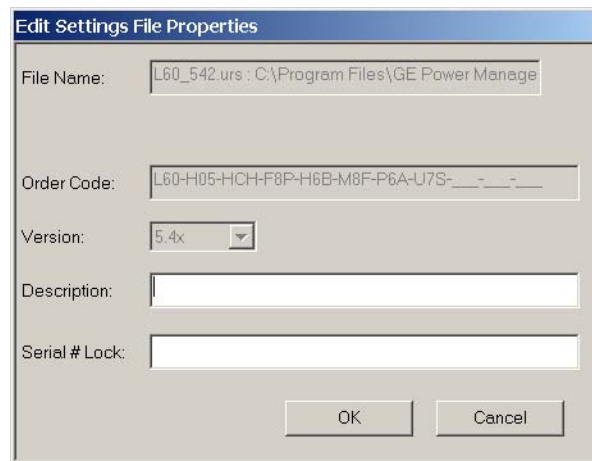 Edit Settings File Properties
File Name: L60_542.urs : C:\Program Files\GE Power Manage
Order Code: L60-H05-HCH-F8P-H6B-M8F-P6A-U7S-___-___-___
Version: 5.4x
Description:
Serial # Lock:
OK Cancel